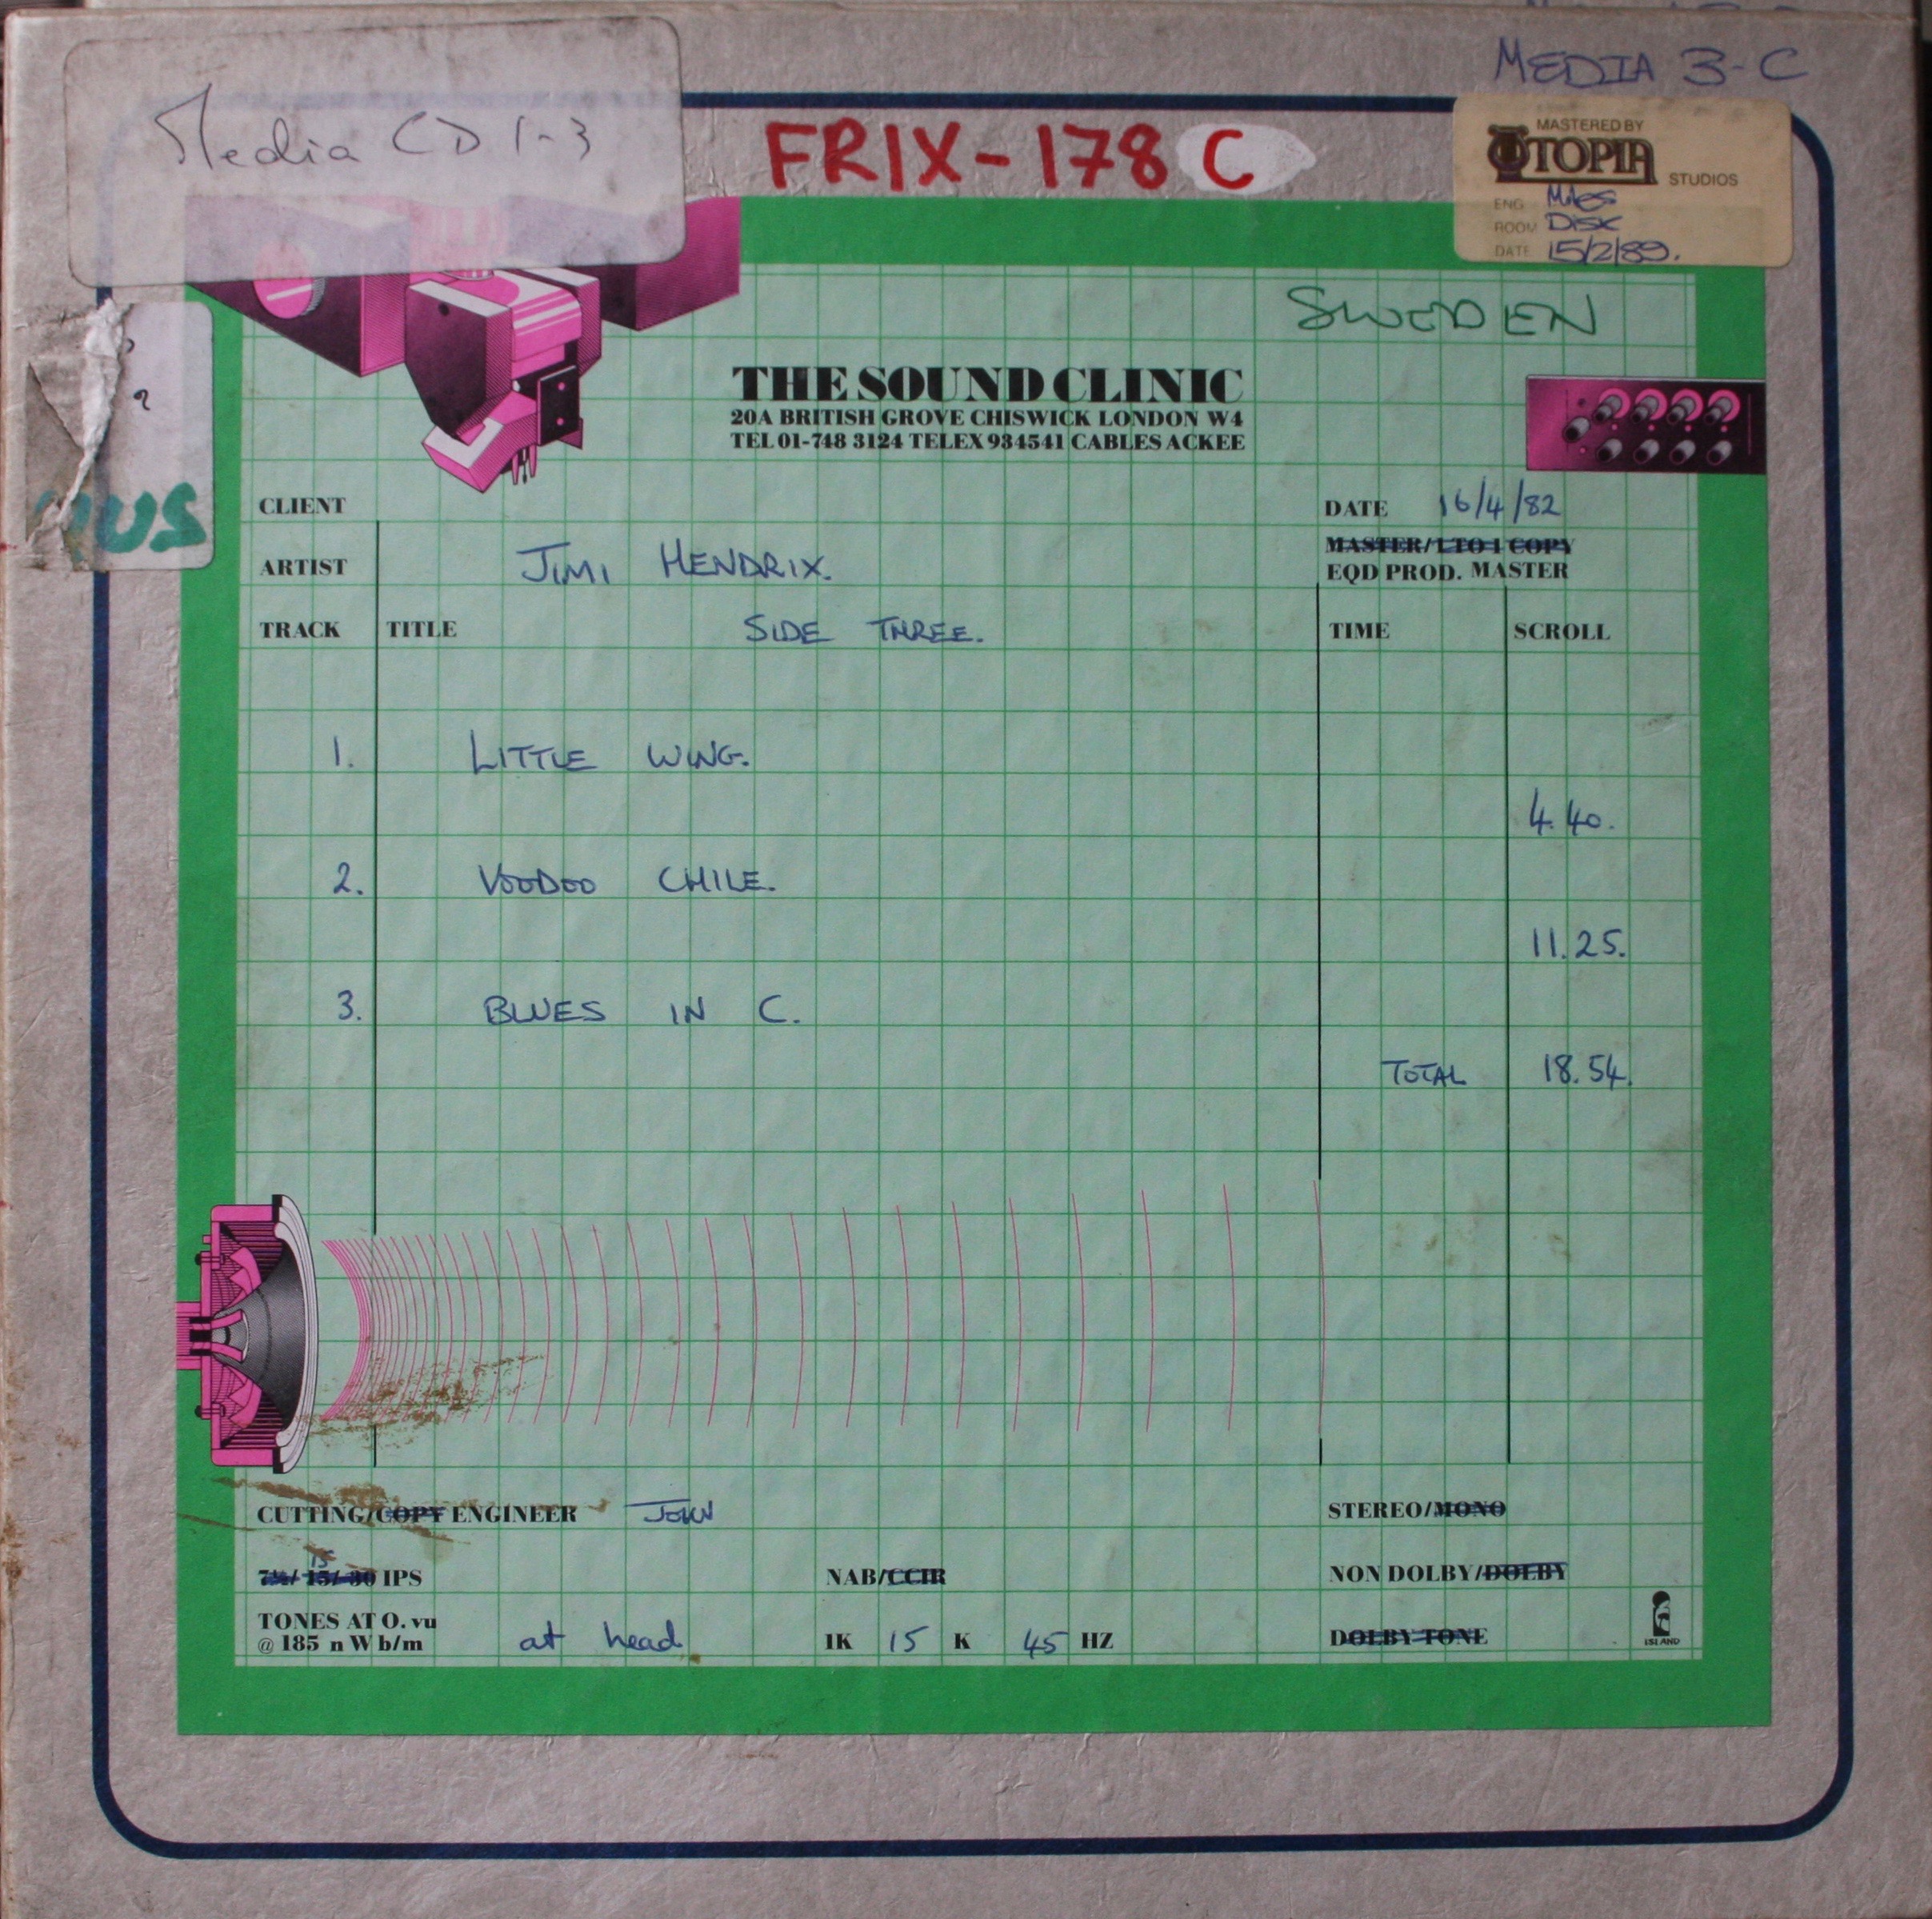 MEDIA 3-C
Media CD 1-3
FRIX-178 C
MASTERED BY
UTOPIA
STUDIOS
ENG Miles
ROOM Disk
DATE 15/2/89.
SWEDEN
THE SOUND CLINIC
20A BRITISH GROVE CHISWICK LONDON W4
TEL 01-748 3124 TELEX 934541 CABLES ACKEE
CLIENT
DATE 16/4/82
MASTER/1 TO 1 COPY
ARTIST JIMI HENDRIX.
EQD PROD. MASTER
TRACK TITLE SIDE THREE. TIME SCROLL
1. LITTLE WING.
4.40.
2. VOODOO CHILE.
11.25.
3. BLUES IN C.
TOTAL 18.54.
CUTTING/COPY ENGINEER JOHN
STEREO/MONO
15
7½/ 15/ 30 IPS
NAB/CCIR
NON DOLBY/DOLBY
TONES AT O. vu
@ 185 n W b/m at head
1K 15 K 45 HZ
DOLBY TONE
ISLAND